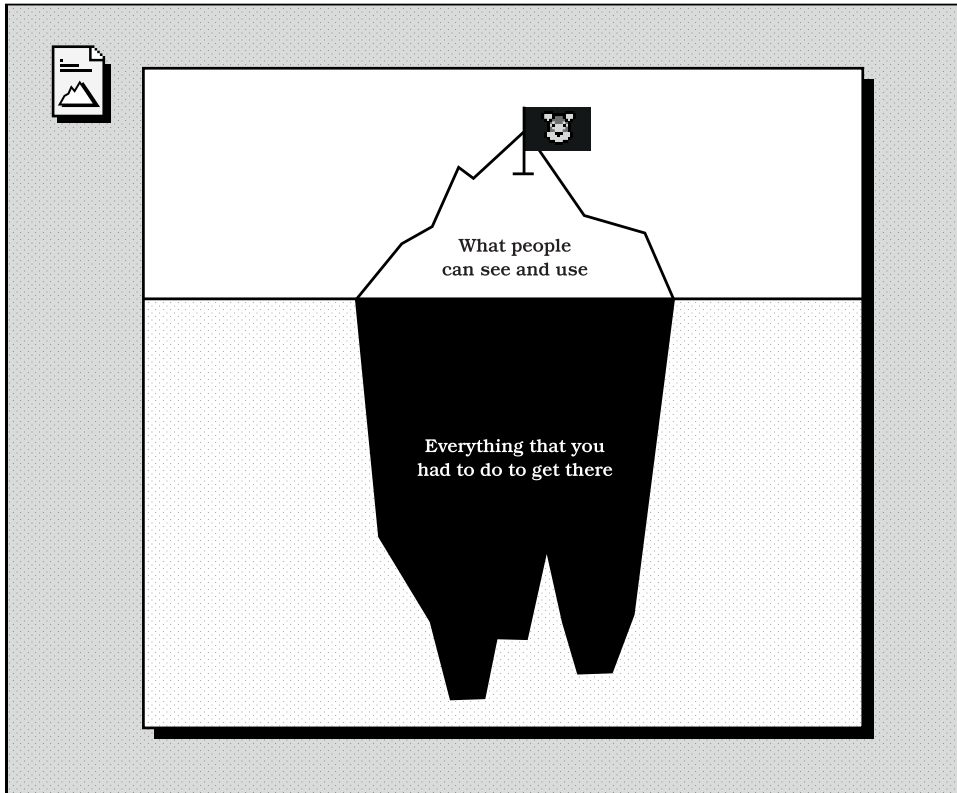 What people
can see and use
Everything that you
had to do to get there